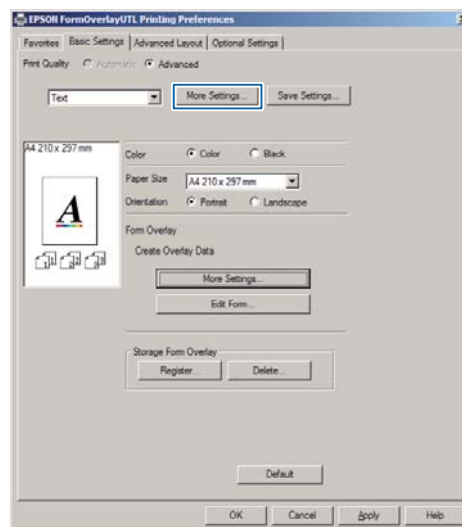 EPSON FormOverlayUTL Printing Preferences
Favorites Basic Settings Advanced Layout Optional Settings
Print Quality Automatic Advanced
Text More Settings... Save Settings...
A4 210 x 297 mm
Color Color Black
Paper Size A4 210 x 297 mm
Orientation Portrait Landscape
A
Form Overlay
Create Overlay Data
More Settings...
Edit Form...
Storage Form Overlay
Register... Delete...
Default
OK Cancel Apply Help